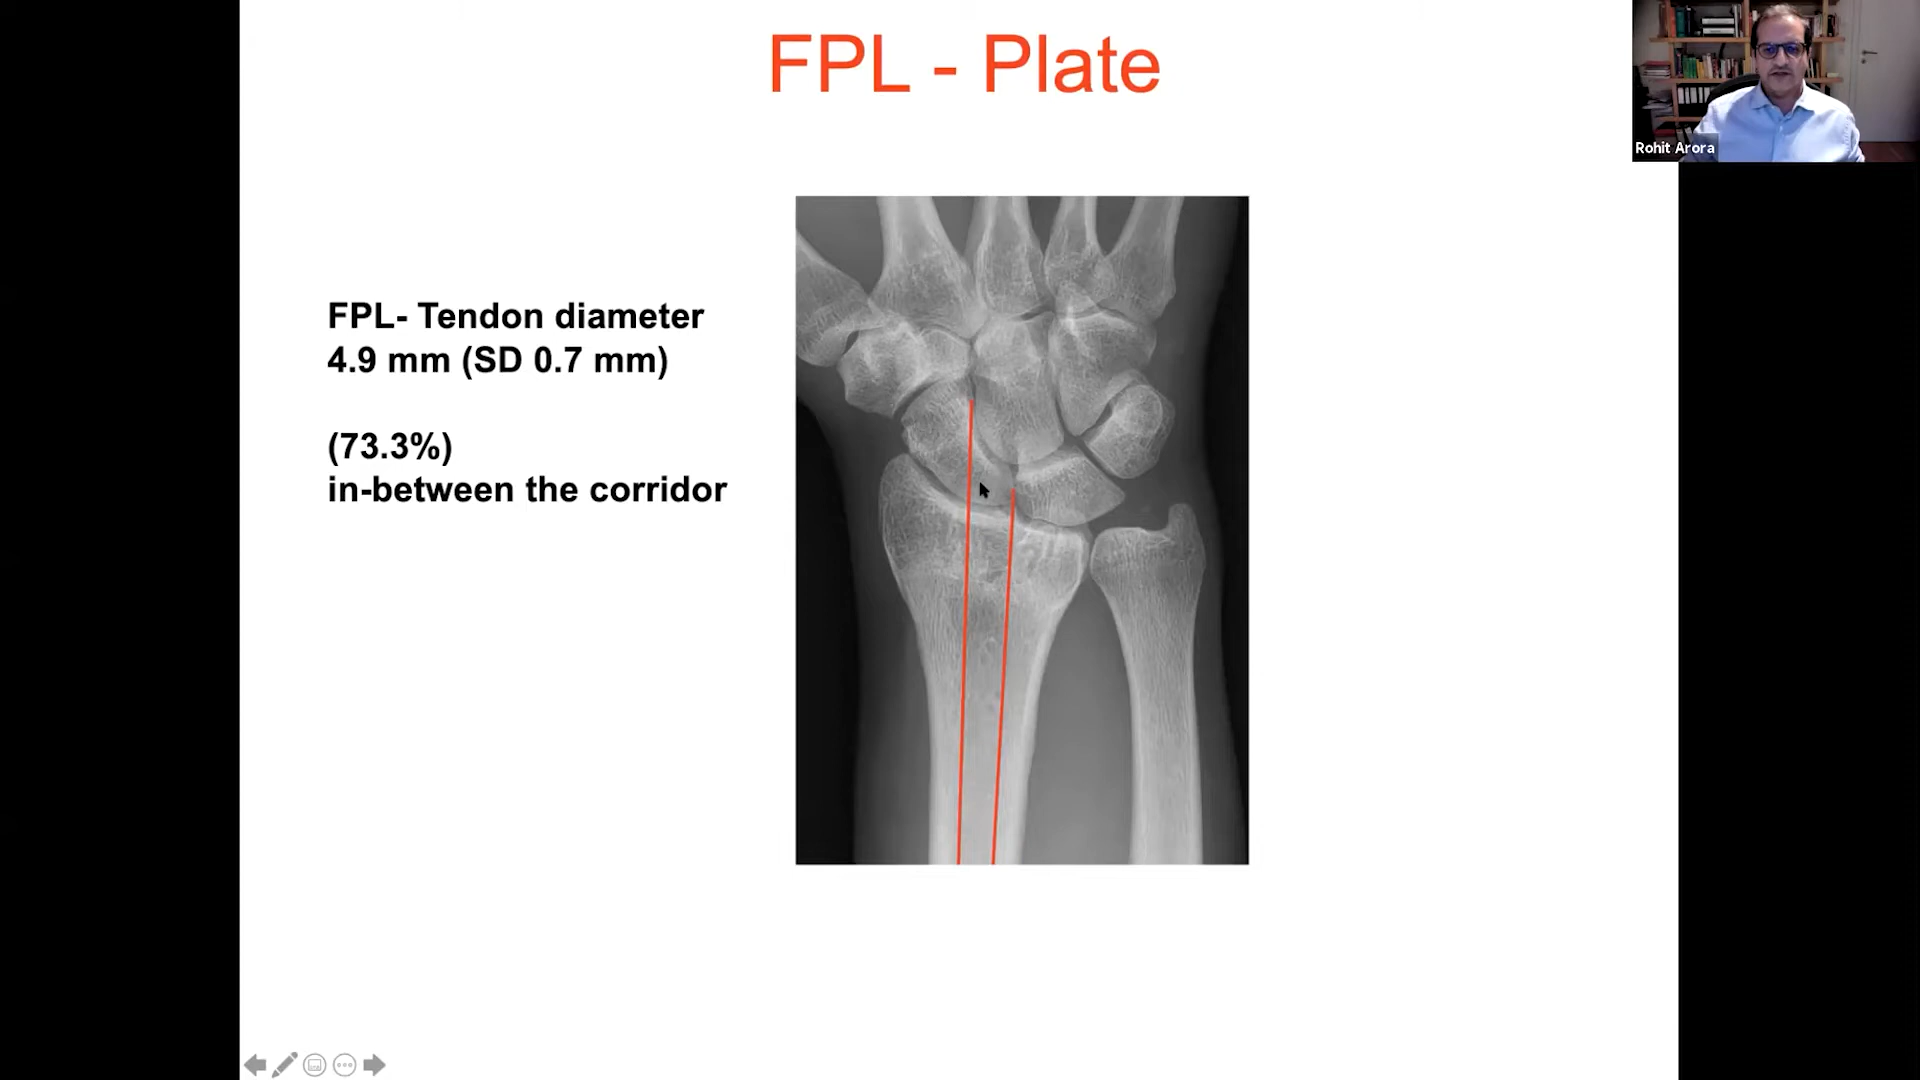 FPL - Plate
Rohit Arora
FPL- Tendon diameter
4.9 mm (SD 0.7 mm)
(73.3%)
in-between the corridor